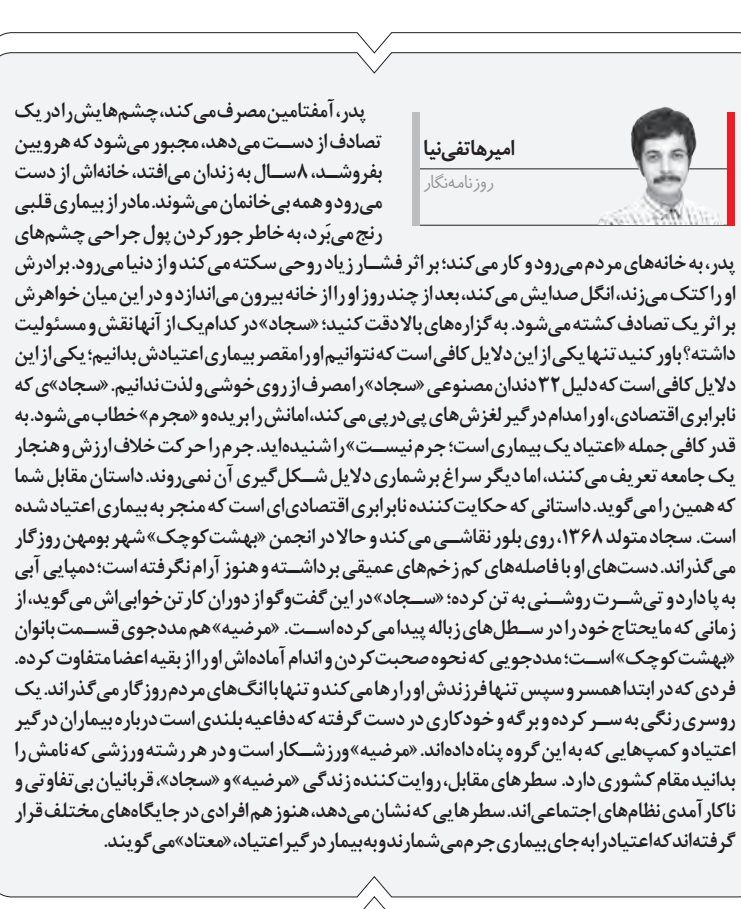 امیر هاتفی‌نیا
روزنامه‌نگار
پدر، آمفتامین مصرف می‌کند، چشم‌هایش را در یک
تصادف از دست می‌دهد، مجبور می‌شود که هرویین
بفروشد، ۸ سال به زندان می‌افتد، خانه‌اش از دست
می‌رود و همه بی‌خانمان می‌شوند. مادر از بیماری قلبی
رنج می‌بَرد، به خاطر جور کردن پول جراحی چشم‌های
پدر، به خانه‌های مردم می‌رود و کار می‌کند؛ بر اثر فشار زیاد روحی سکته می‌کند و از دنیا می‌رود. برادرش
او را کتک می‌زند، انگل صدایش می‌کند، بعد از چند روز او را از خانه بیرون می‌اندازد و در این میان خواهرش
بر اثر یک تصادف کشته می‌شود. به گزاره‌های بالا دقت کنید؛ «سجاد» در کدام‌یک از آنها نقش و مسئولیت
داشته؟ باور کنید تنها یکی از این دلایل کافی است که نتوانیم او را مقصر بیماری اعتیادش بدانیم؛ یکی از این
دلایل کافی است که دلیل ۳۲ دندان مصنوعی «سجاد» را مصرف از روی خوشی و لذت ندانیم. «سجاد»ی که
نابرابری اقتصادی، او را مدام درگیر لغزش‌های پی‌در‌پی می‌کند، امانش را بریده و «مجرم» خطاب می‌شود. به
قدر کافی جمله «اعتیاد یک بیماری است؛ جرم نیست» را شنیده‌اید. جرم را حرکت خلاف ارزش و هنجار
یک جامعه تعریف می‌کنند، اما دیگر سراغ برشماری دلایل شکل‌گیری آن نمی‌روند. داستان مقابل شما
که همین را می‌گوید. داستانی که حکایت‌کننده نابرابری اقتصادی‌ای است که منجر به بیماری اعتیاد شده
است. سجاد متولد ۱۳۶۸، روی بلور نقاشی می‌کند و حالا در انجمن «بهشت کوچک» شهر بومهن روزگار
می‌گذراند. دست‌های او با فاصله‌های کم زخم‌های عمیقی برداشته و هنوز آرام نگرفته است؛ دمپایی آبی
به پا دارد و تی‌شرت روشنی به تن کرده؛ «سجاد» در این گفت‌وگو از دوران کارتن‌خوابی‌اش می‌گوید، از
زمانی که مایحتاج خود را در سطل‌های زباله پیدا می‌کرده است. «مرضیه» هم مددجوی قسمت بانوان
«بهشت کوچک» است؛ مددجویی که نحوه صحبت کردن و اندام آماده‌اش او را از بقیه اعضا متفاوت کرده.
فردی که در ابتدا همسر و سپس تنها فرزندش او را رها می‌کند و تنها با انگ‌های مردم روزگار می‌گذراند. یک
روسری رنگی به سر کرده و برگه و خودکاری در دست گرفته که دفاعیه بلندی است درباره بیماران درگیر
اعتیاد و کمپ‌هایی که به این گروه پناه داده‌اند. «مرضیه» ورزشکار است و در هر رشته ورزشی که نامش را
بدانید مقام کشوری دارد. سطرهای مقابل، روایت‌کننده زندگی «مرضیه» و «سجاد»، قربانیان بی‌تفاوتی و
ناکارآمدی نظام‌های اجتماعی‌اند. سطرهایی که نشان می‌دهد، هنوز هم افرادی در جایگاه‌های مختلف قرار
گرفته‌اند که اعتیاد را به جای بیماری جرم می‌شمارند و به بیمار درگیر اعتیاد، «معتاد» می‌گویند.